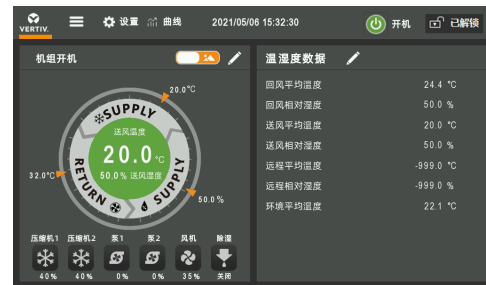 VERTIV. 设置 曲线 2021/05/06 15:32:30 开机 已解锁
机组开机
20.0°C
SUPPLY
送风温度
20.0 °C
50.0% 送风湿度
32.0°C
RETURN
SUPPLY
50.0%
压缩机1 压缩机2 泵1 泵2 风机 除湿
40% 40% 0% 0% 35% 关闭
温湿度数据
回风平均温度 24.4 °C
回风相对湿度 50.0 %
送风平均温度 20.0 °C
送风相对湿度 50.0 %
远程平均温度 -999.0 °C
远程相对湿度 -999.0 %
环境平均温度 22.1 °C